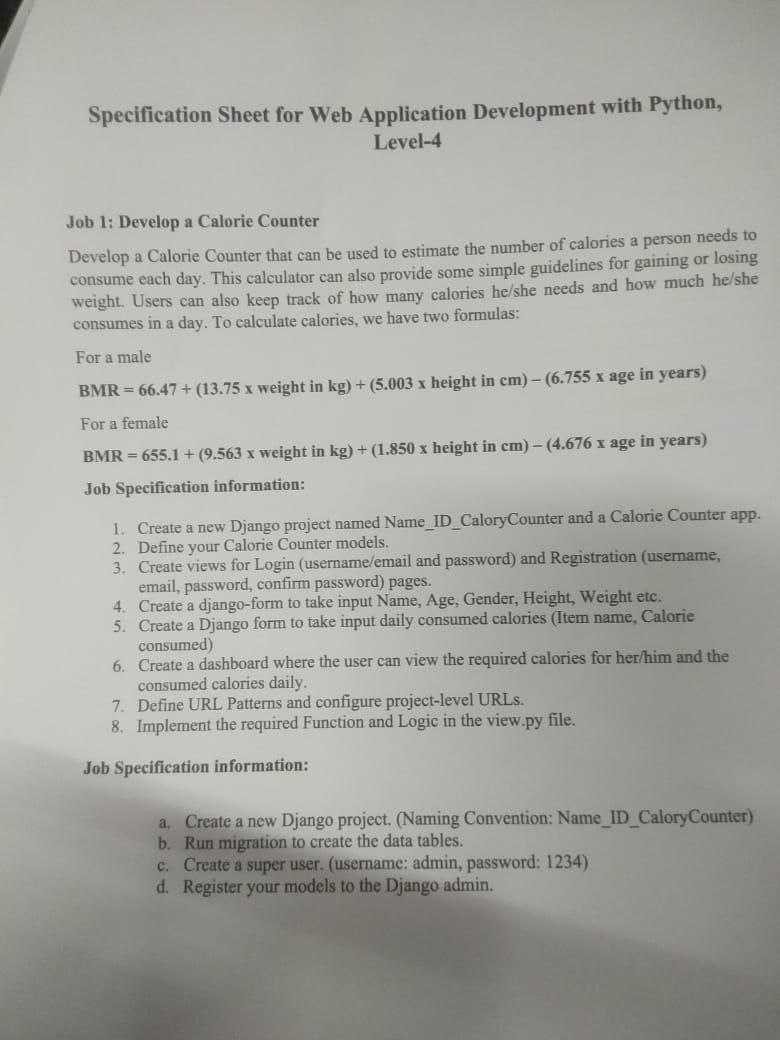 Specification Sheet for Web Application Development with Python,
Level-4
Job 1: Develop a Calorie Counter
Develop a Calorie Counter that can be used to estimate the number of calories a person needs to
consume each day. This calculator can also provide some simple guidelines for gaining or losing
weight. Users can also keep track of how many calories he/she needs and how much he/she
consumes in a day. To calculate calories, we have two formulas:
For a male
BMR = 66.47 + (13.75 x weight in kg) + (5.003 x height in cm) – (6.755 x age in years)
For a female
BMR = 655.1 + (9.563 x weight in kg) + (1.850 x height in cm) – (4.676 x age in years)
Job Specification information:
1. Create a new Django project named Name_ID_CaloryCounter and a Calorie Counter app.
2. Define your Calorie Counter models.
3. Create views for Login (username/email and password) and Registration (username,
email, password, confirm password) pages.
4. Create a django-form to take input Name, Age, Gender, Height, Weight etc.
5. Create a Django form to take input daily consumed calories (Item name, Calorie
consumed)
6. Create a dashboard where the user can view the required calories for her/him and the
consumed calories daily.
7. Define URL Patterns and configure project-level URLs.
8. Implement the required Function and Logic in the view.py file.
Job Specification information:
a. Create a new Django project. (Naming Convention: Name_ID_CaloryCounter)
b. Run migration to create the data tables.
c. Create a super user. (username: admin, password: 1234)
d. Register your models to the Django admin.